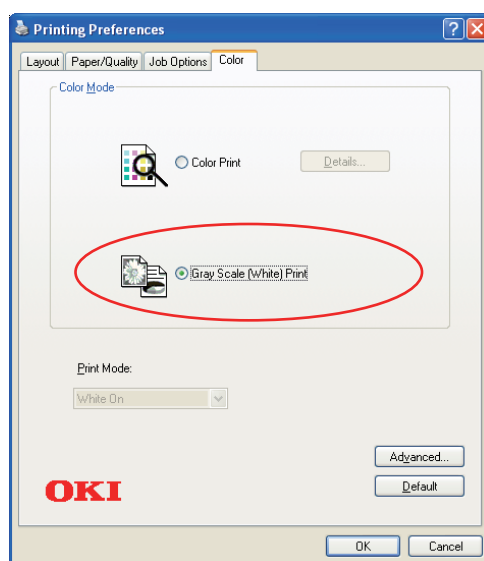 Printing Preferences
Layout Paper/Quality Job Options Color
Color Mode
Color Print Details...
Gray Scale (White) Print
Print Mode:
White On
Advanced...
OKI Default
OK Cancel